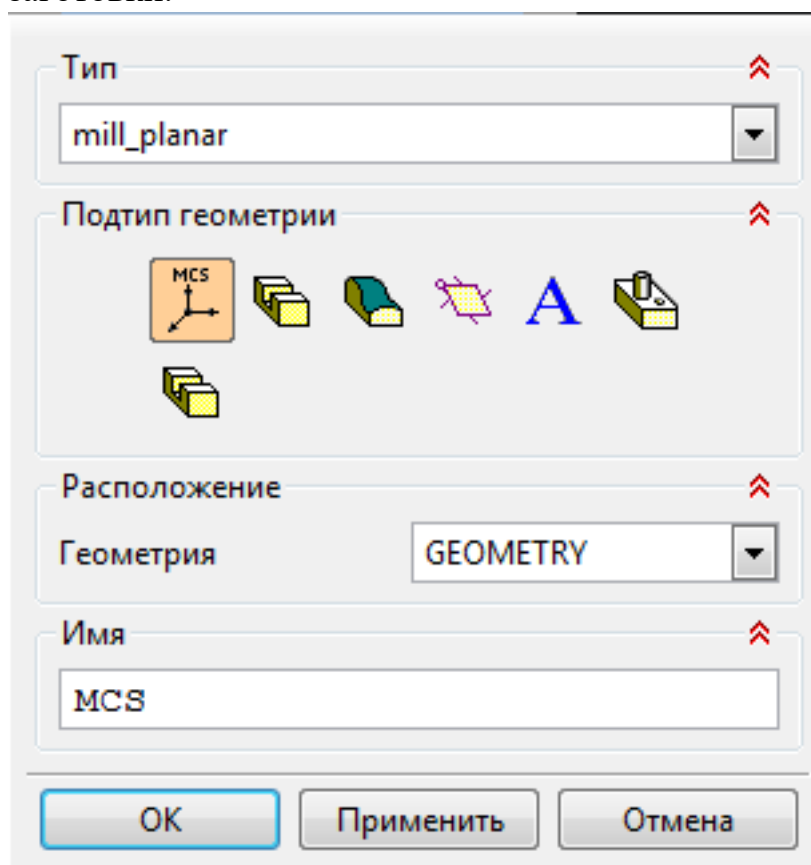 Тип
mill_planar
Подтип геометрии
MCS
A
Расположение
Геометрия GEOMETRY
Имя
MCS
OK Применить Отмена